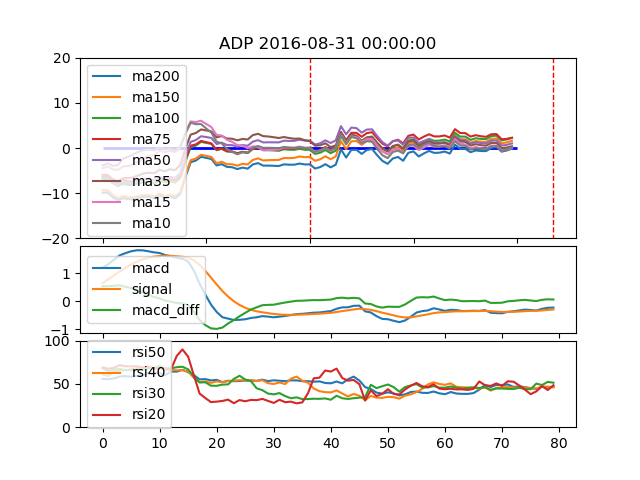 ADP 2016-08-31 00:00:00
20
10
0
−10
−20
ma200
ma150
ma100
ma75
ma50
ma35
ma15
ma10
1
0
−1
macd
signal
macd_diff
100
50
0
rsi50
rsi40
rsi30
rsi20
0 10 20 30 40 50 60 70 80